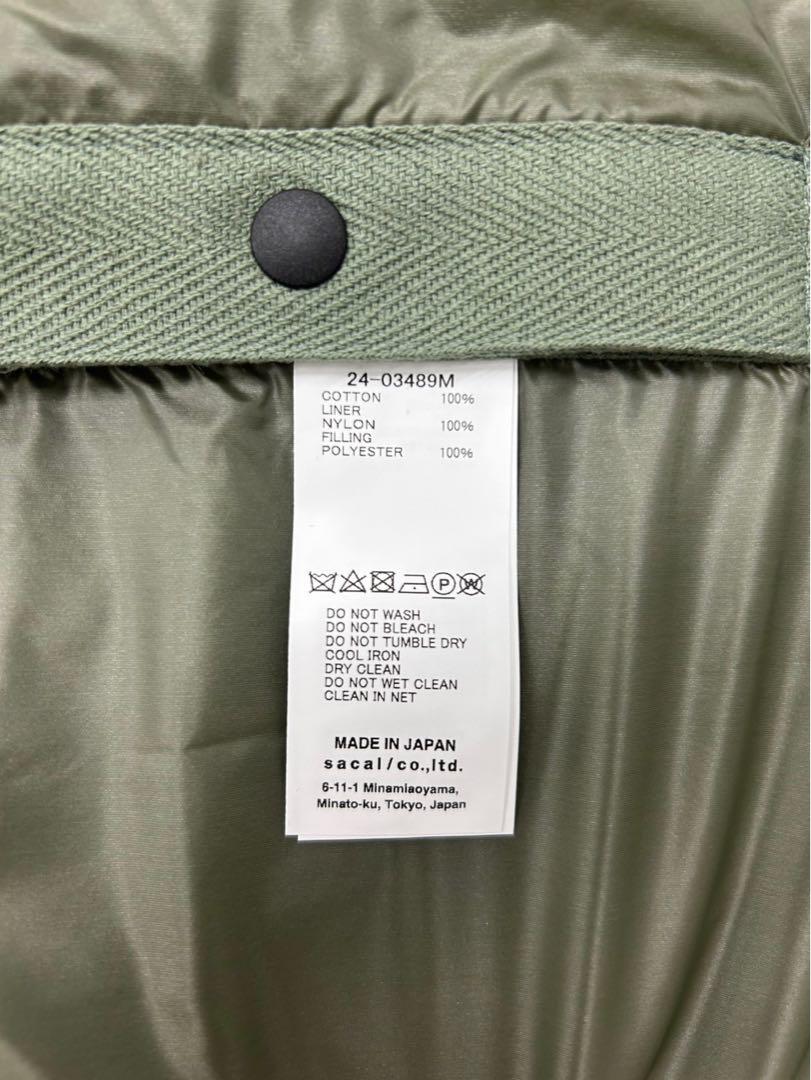 24-03489M
COTTON 100%
LINER
NYLON 100%
FILLING
POLYESTER 100%
P W
DO NOT WASH
DO NOT BLEACH
DO NOT TUMBLE DRY
COOL IRON
DRY CLEAN
DO NOT WET CLEAN
CLEAN IN NET
MADE IN JAPAN
sacai/co.,ltd.
6-11-1 Minamiaoyama,
Minato-ku, Tokyo, Japan